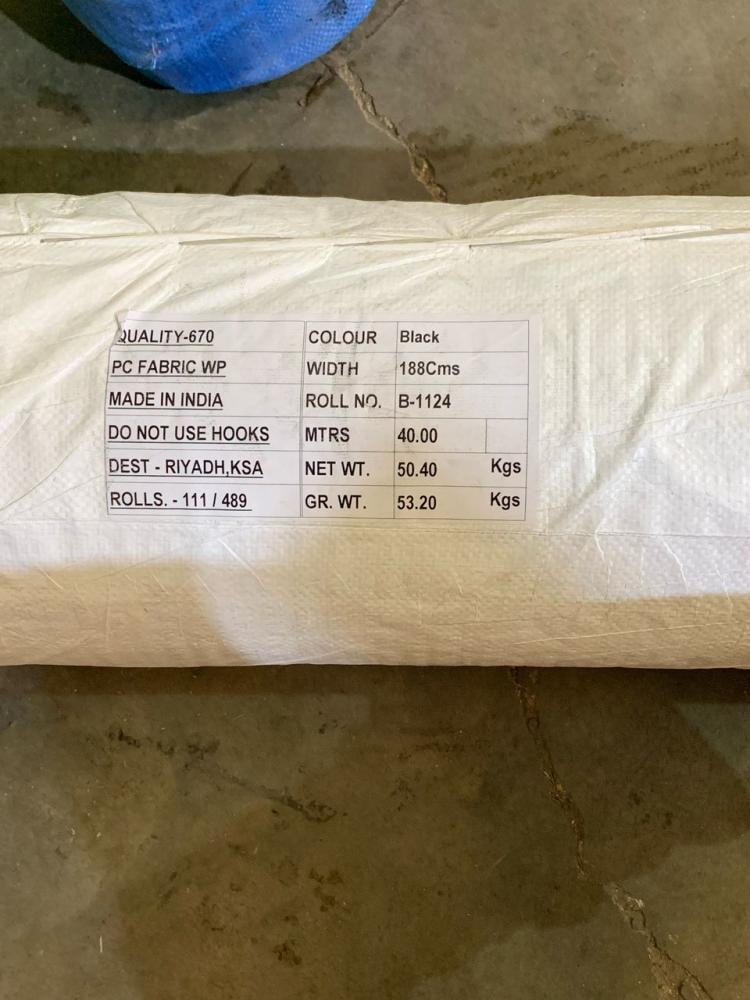 QUALITY-670 COLOUR Black
PC FABRIC WP WIDTH 188Cms
MADE IN INDIA ROLL NO. B-1124
DO NOT USE HOOKS MTRS 40.00
DEST - RIYADH,KSA NET WT. 50.40 Kgs
ROLLS. - 111 / 489 GR. WT. 53.20 Kgs